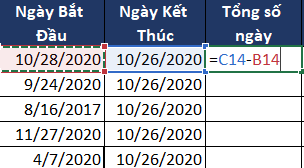 Ngày Bắt Đầu Ngày Kết Thúc Tổng số ngày
10/28/2020 10/26/2020 =C14-B14
9/24/2020 10/26/2020
8/16/2017 10/26/2020
11/27/2020 10/26/2020
4/7/2020 10/26/2020